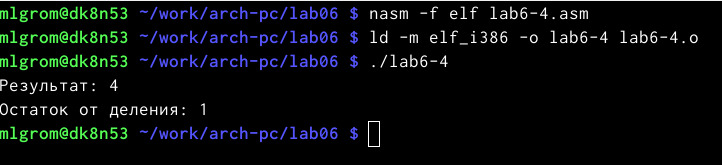 mlgrom@dk8n53 ~/work/arch-pc/lab06 $ nasm -f elf lab6-4.asm
mlgrom@dk8n53 ~/work/arch-pc/lab06 $ ld -m elf_i386 -o lab6-4 lab6-4.o
mlgrom@dk8n53 ~/work/arch-pc/lab06 $ ./lab6-4
Результат: 4
Остаток от деления: 1
mlgrom@dk8n53 ~/work/arch-pc/lab06 $